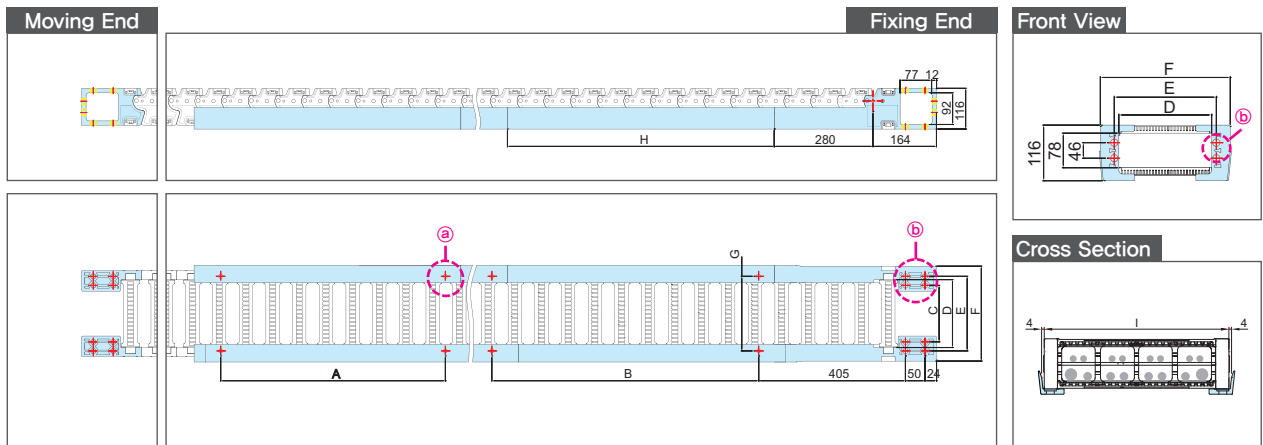 Moving End
Fixing End
Front View
77 12
92
116
H
280
164
F
E
D
ⓑ
116
78
46
ⓐ
ⓑ
G
C
D
E
F
A
B
405
50
24
Cross Section
4
I
4